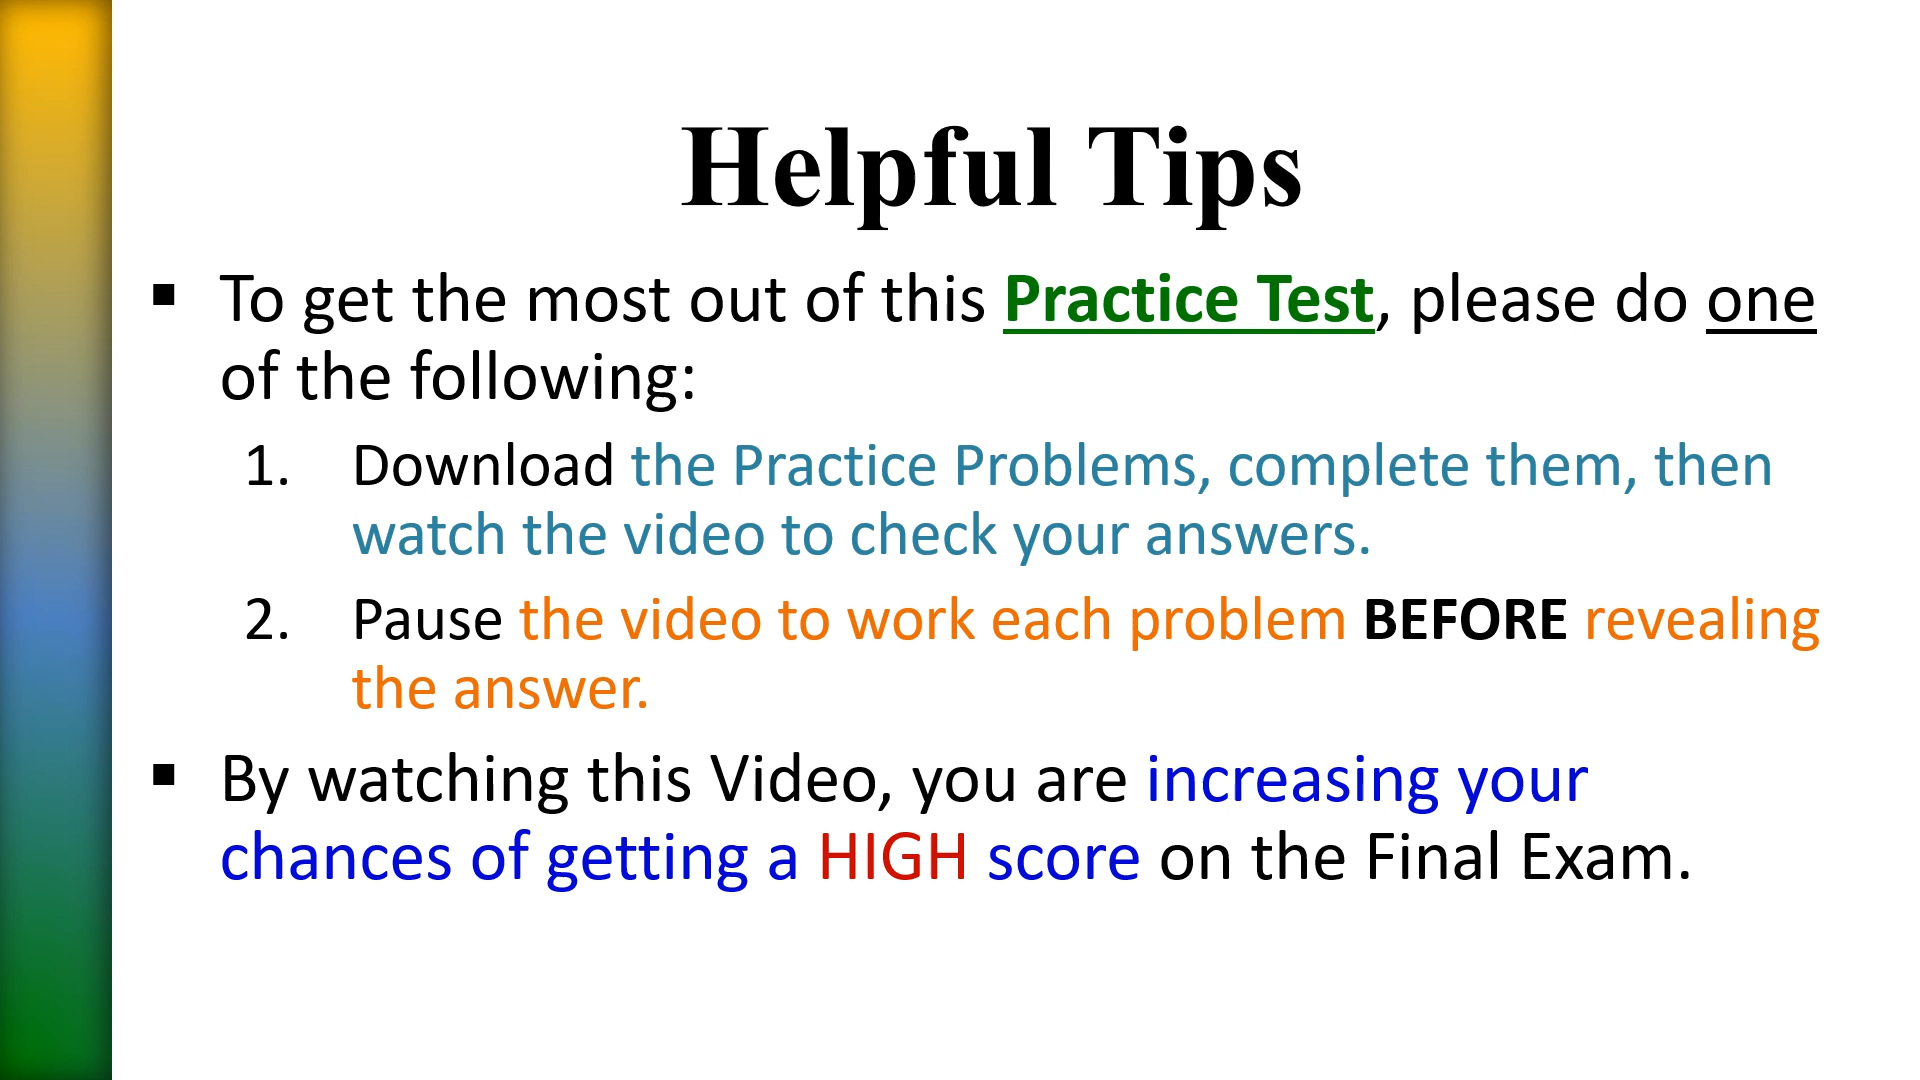 Helpful Tips
▪ To get the most out of this Practice Test, please do one
of the following:
1. Download the Practice Problems, complete them, then
watch the video to check your answers.
2. Pause the video to work each problem BEFORE revealing
the answer.
▪ By watching this Video, you are increasing your
chances of getting a HIGH score on the Final Exam.